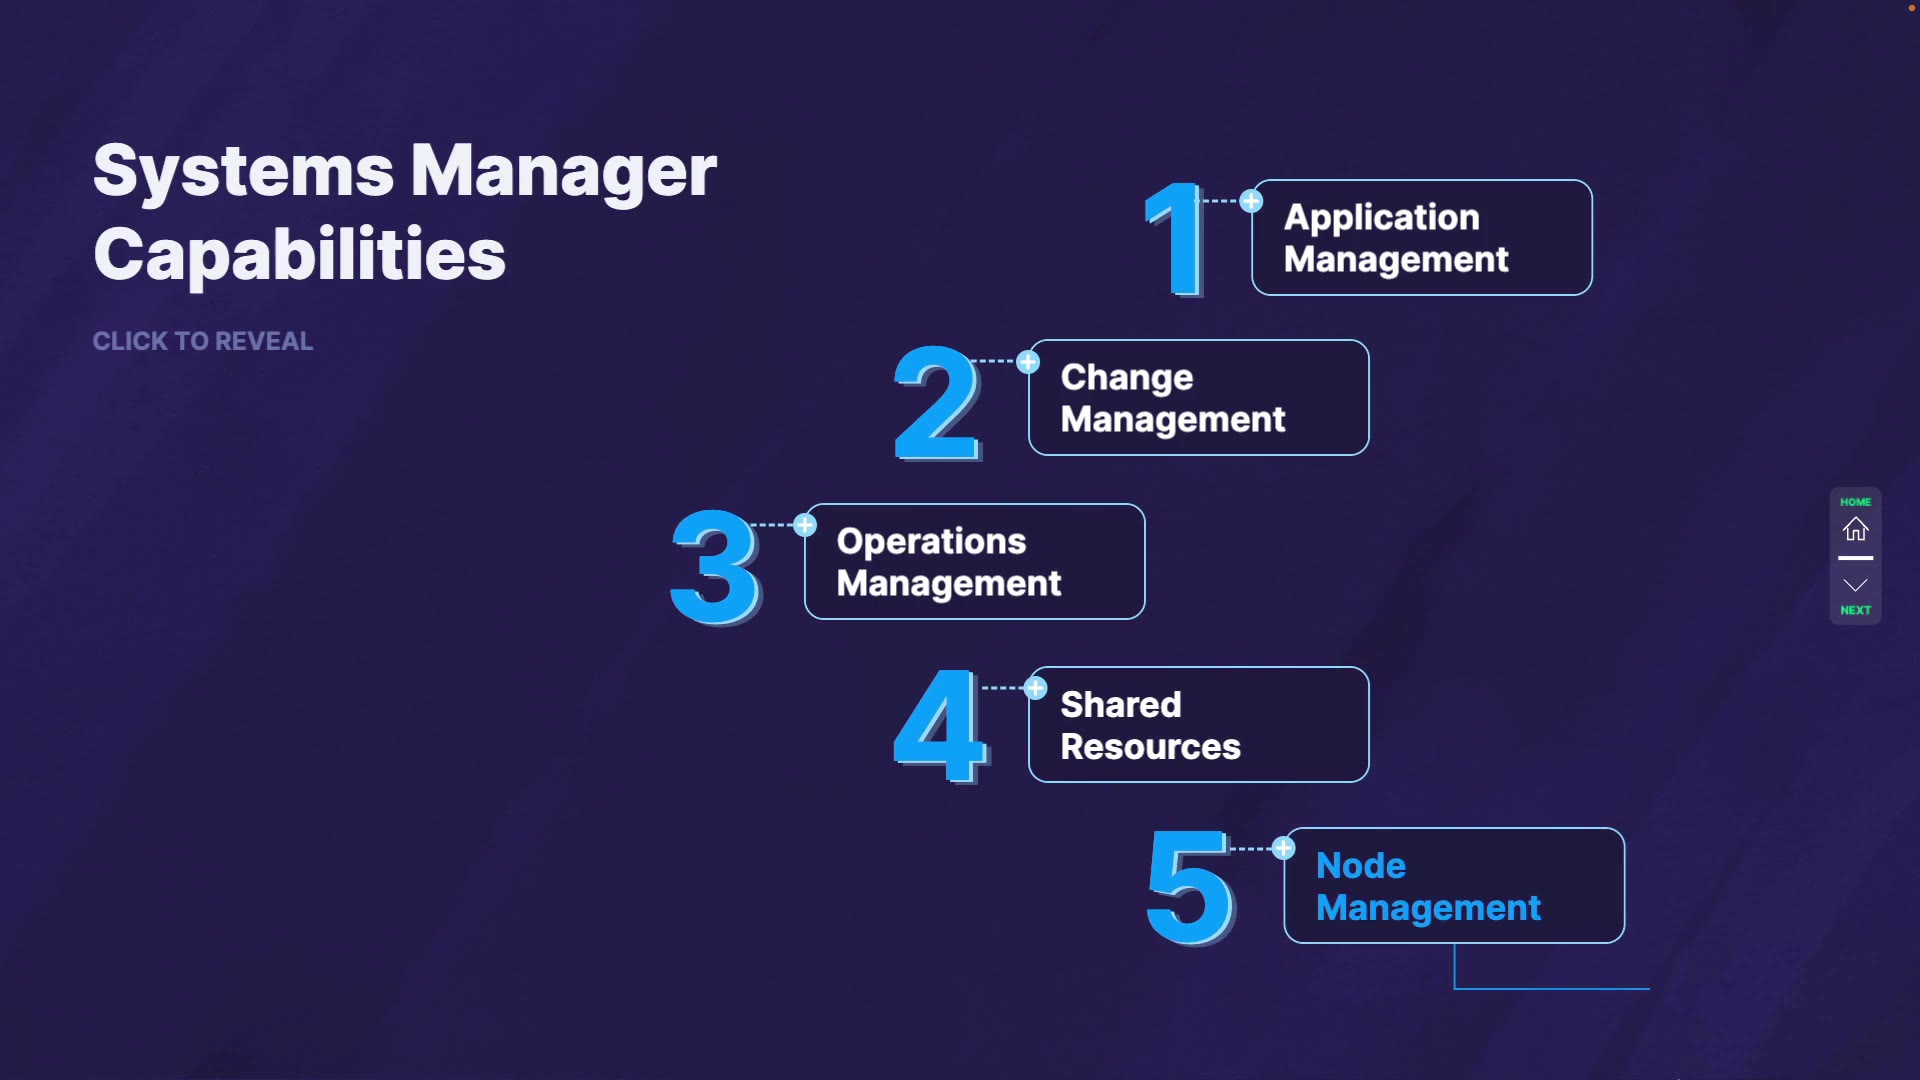 Systems Manager
Capabilities
CLICK TO REVEAL
1
Application
Management
2
Change
Management
3
Operations
Management
4
Shared
Resources
5
Node
Management
HOME
NEXT